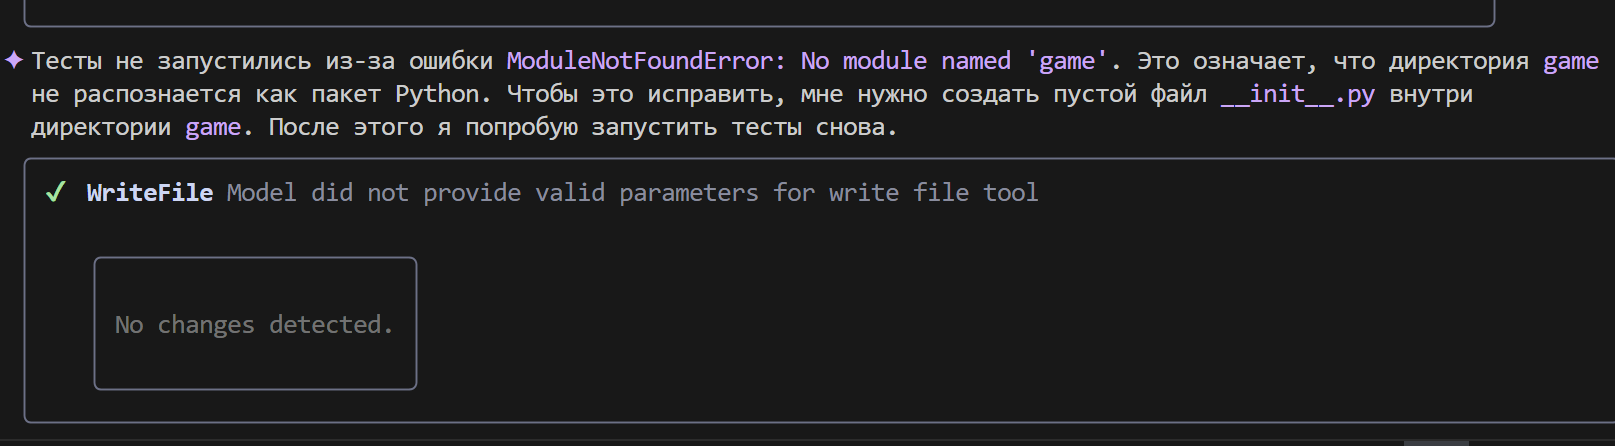 ✦ Тесты не запустились из-за ошибки ModuleNotFoundError: No module named 'game'. Это означает, что директория game
не распознается как пакет Python. Чтобы это исправить, мне нужно создать пустой файл __init__.py внутри
директории game. После этого я попробую запустить тесты снова.
✓ WriteFile Model did not provide valid parameters for write file tool
No changes detected.